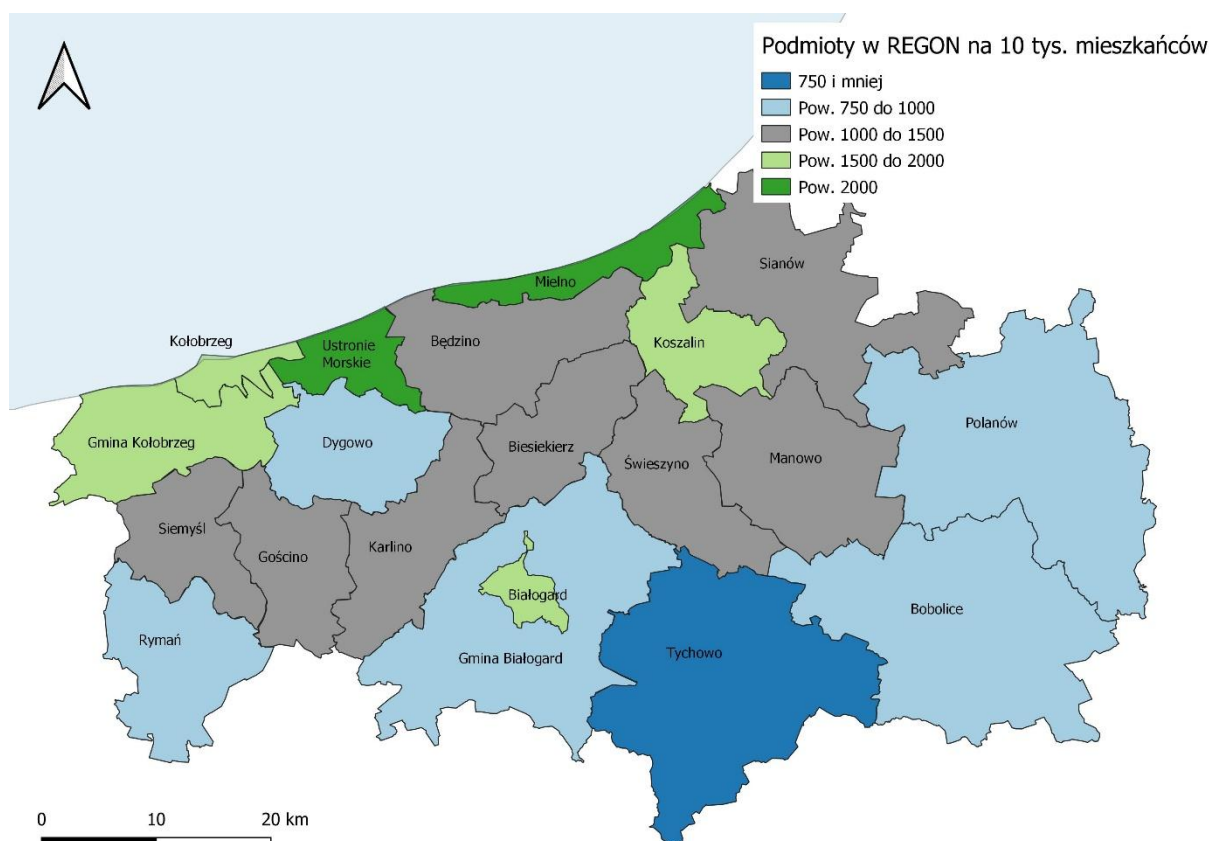 Podmioty w REGON na 10 tys. mieszkańców
750 i mniej
Pow. 750 do 1000
Pow. 1000 do 1500
Pow. 1500 do 2000
Pow. 2000
Sianów
Mielno
Kołobrzeg
Ustronie
Morskie
Będzino
Koszalin
Polanów
Gmina Kołobrzeg
Dygowo
Biesiekierz
Świeszyno
Manowo
Siemyśl
Gościno
Karlino
Białogard
Bobolice
Rymań
Gmina Białogard
Tychowo
0 10 20 km